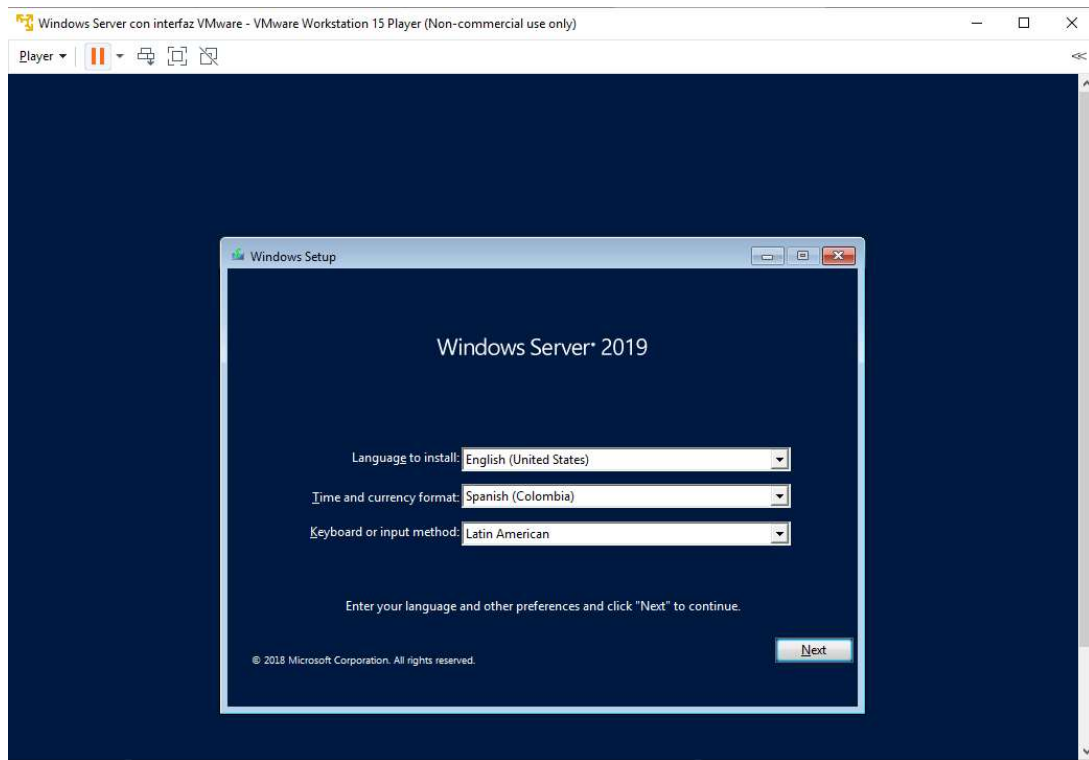 Windows Server con interfaz VMware - VMware Workstation 15 Player (Non-commercial use only)
Player
Windows Setup
Windows Server® 2019
Language to install: English (United States)
Time and currency format: Spanish (Colombia)
Keyboard or input method: Latin American
Enter your language and other preferences and click "Next" to continue.
© 2018 Microsoft Corporation. All rights reserved.
Next